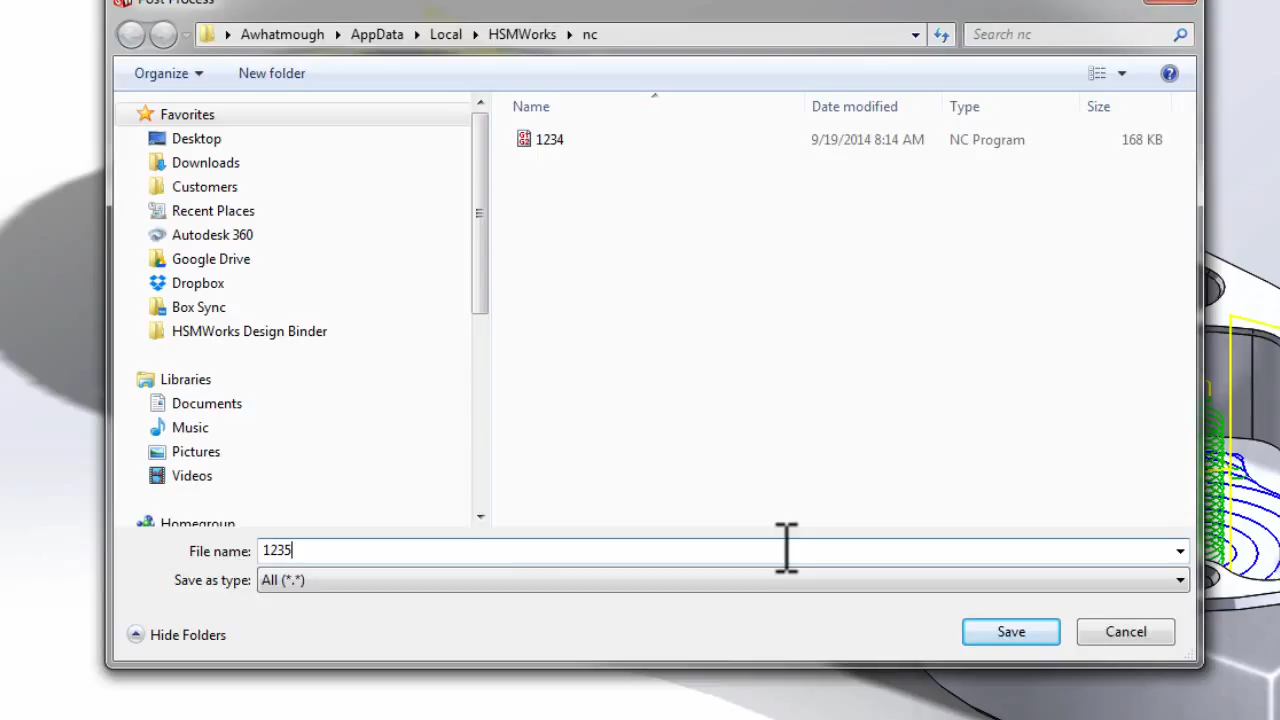 Post Process
Awhatmough AppData Local HSMWorks nc Search nc
Organize New folder
Name Date modified Type Size
1234 9/19/2014 8:14 AM NC Program 168 KB
Favorites
Desktop
Downloads
Customers
Recent Places
Autodesk 360
Google Drive
Dropbox
Box Sync
HSMWorks Design Binder
Libraries
Documents
Music
Pictures
Videos
Homegroup
File name: 1235
Save as type: All (*.*)
Hide Folders Save Cancel